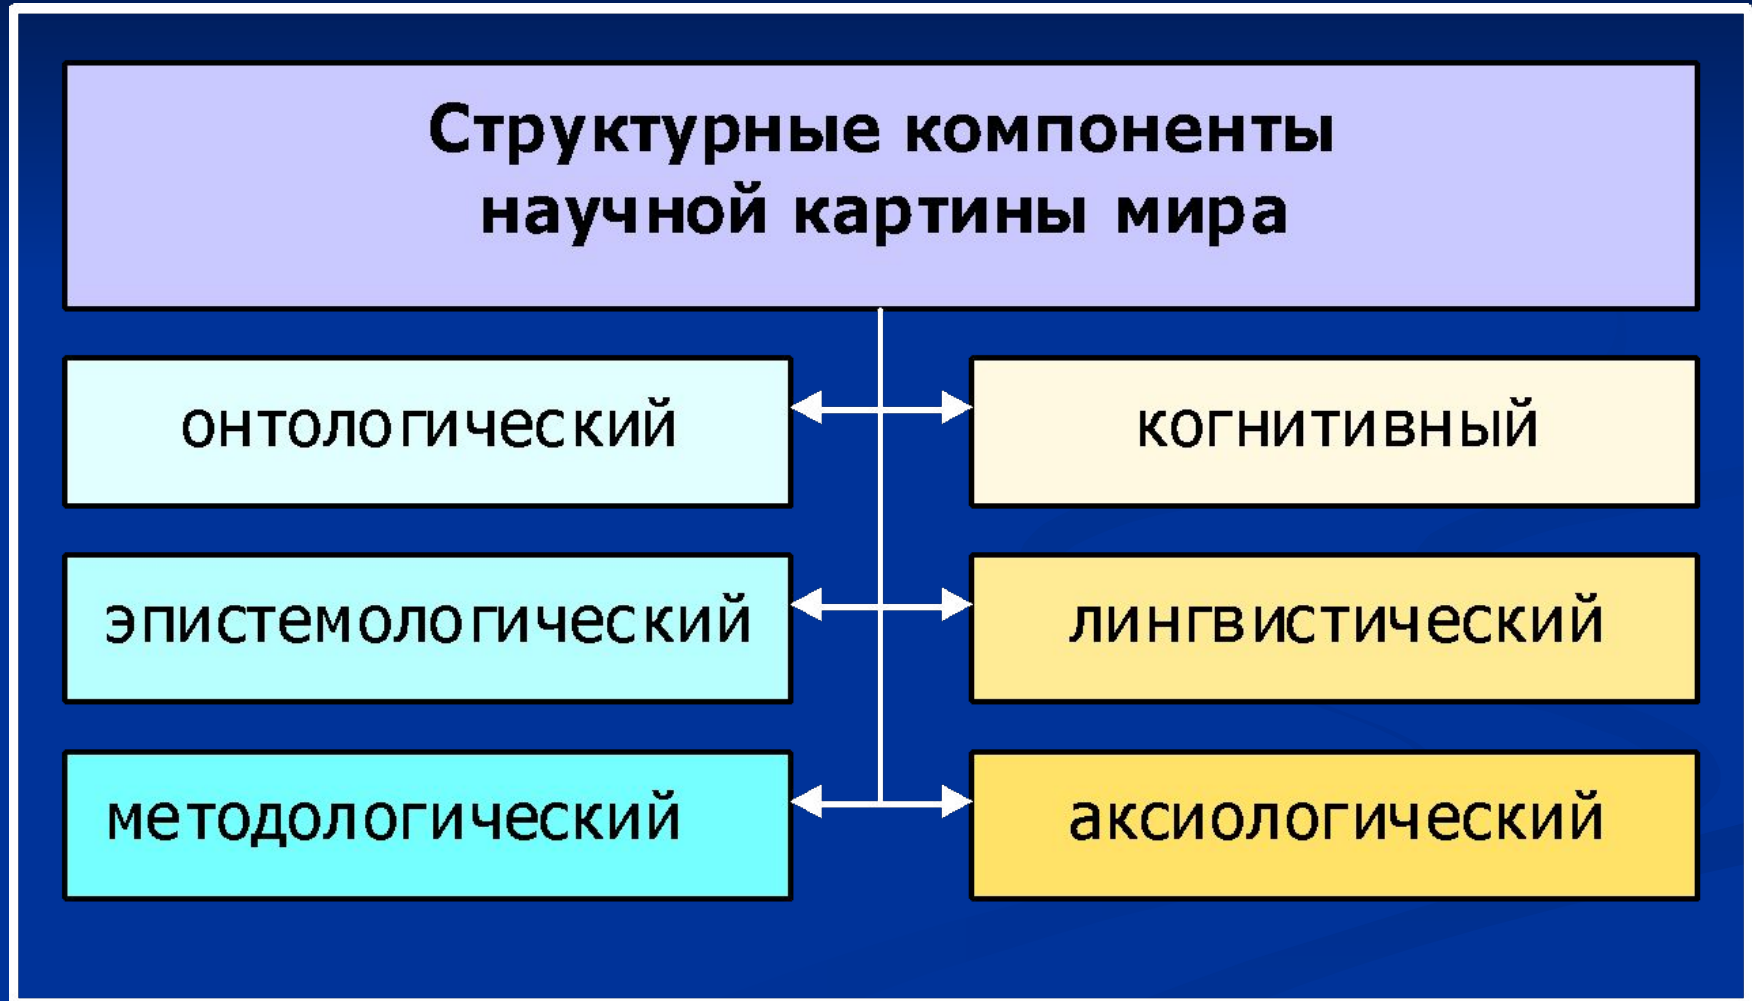 Структурные компоненты
научной картины мира
онтологический
когнитивный
эпистемологический
лингвистический
методологический
аксиологический